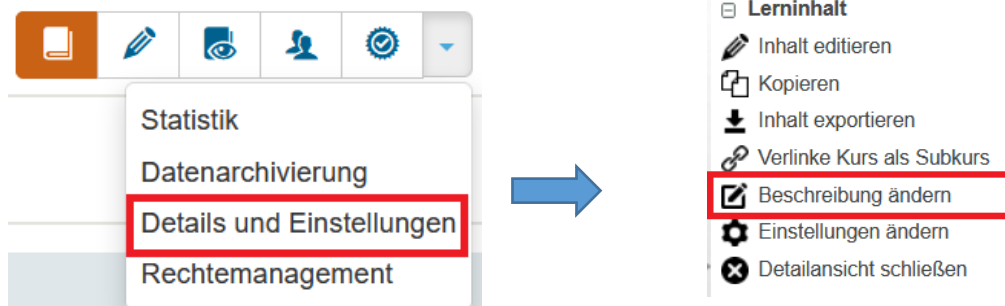 Statistik
Datenarchivierung
Details und Einstellungen
Rechtemanagement
Lerninhalt
Inhalt editieren
Kopieren
Inhalt exportieren
Verlinke Kurs als Subkurs
Beschreibung ändern
Einstellungen ändern
Detailansicht schließen